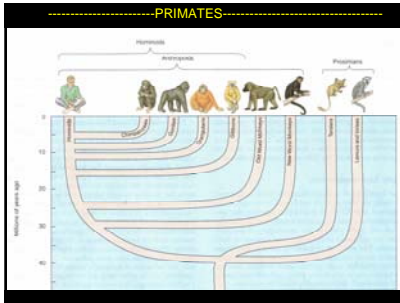 ------------------------PRIMATES------------------------------------
Hominoids
Anthropoids
Prosimians
Hominids
Chimpanzees
Gorillas
Orangutans
Gibbons
Old World Monkeys
New World Monkeys
Tarsiers
Lemurs and lorises
0
10
20
30
40
Millions of years ago